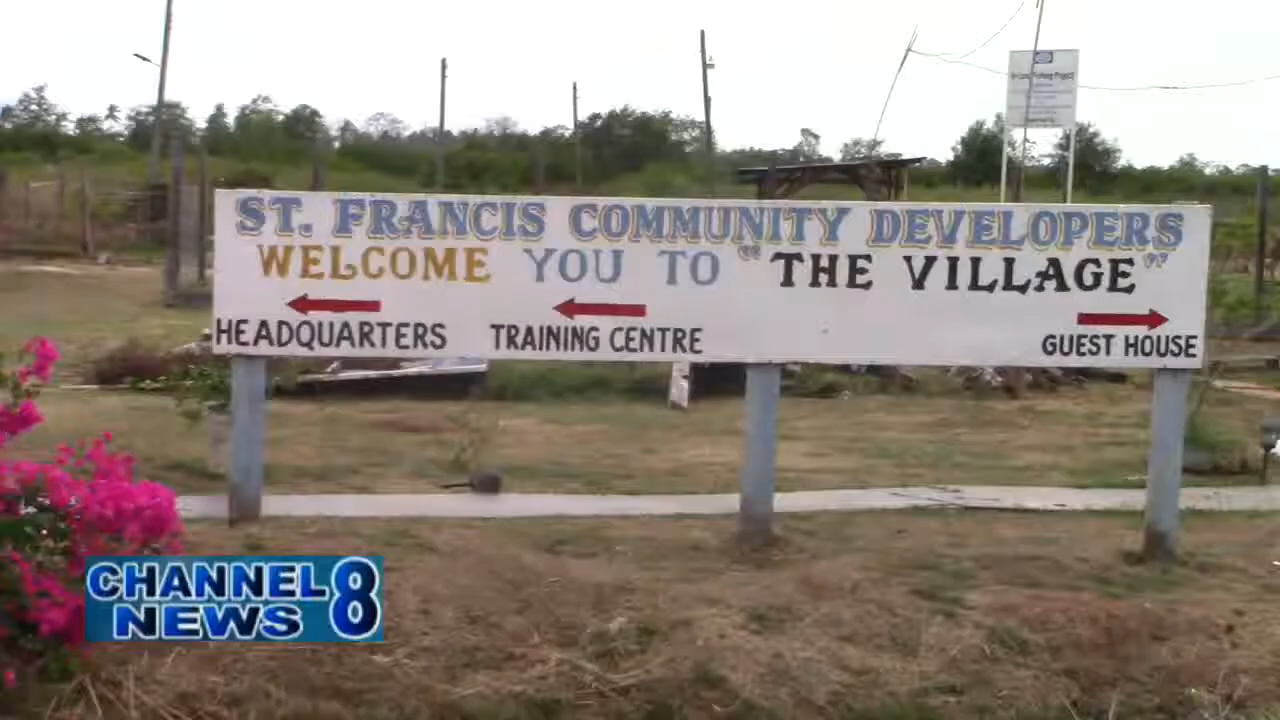 ST. FRANCIS COMMUNITY DEVELOPERS
WELCOME YOU TO "THE VILLAGE"
HEADQUARTERS TRAINING CENTRE GUEST HOUSE
CHANNEL 8
NEWS